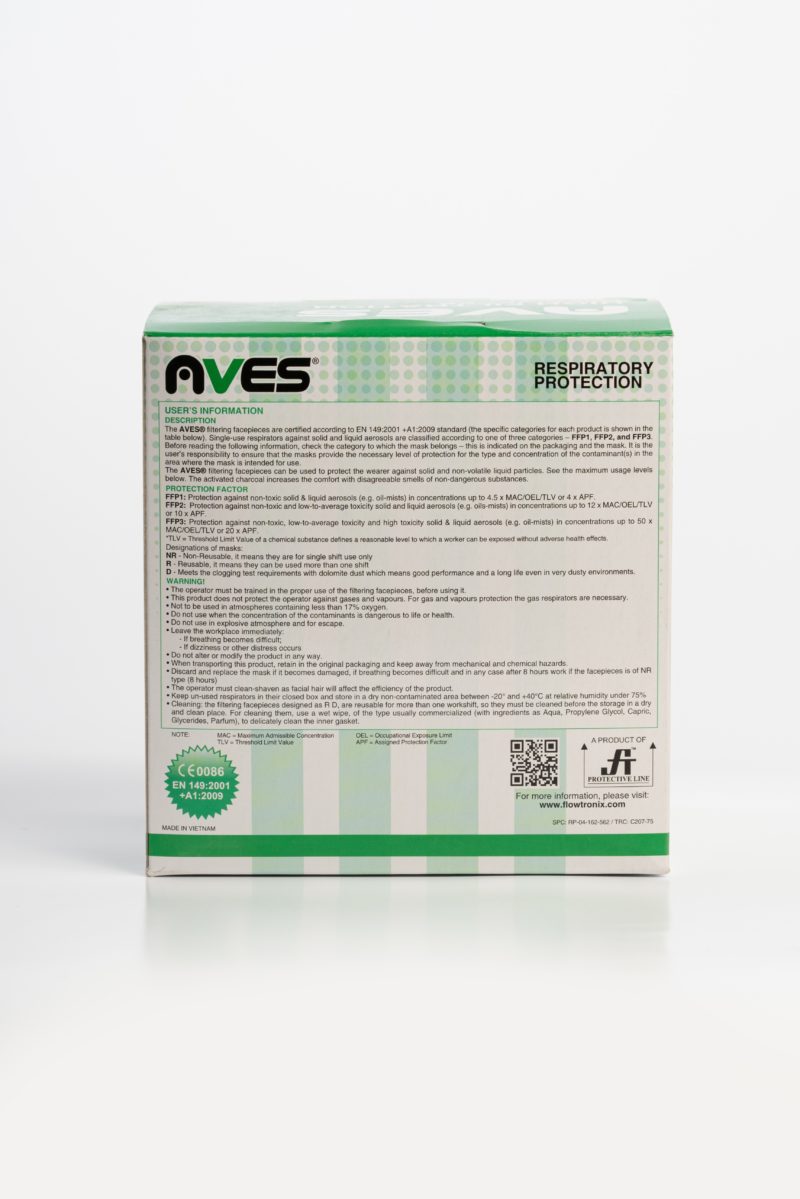 AVES®
RESPIRATORY
PROTECTION
USER'S INFORMATION
DESCRIPTION
The AVES® filtering facepieces are certified according to EN 149:2001 +A1:2009 standard (the specific categories for each product is shown in the
table below). Single-use respirators against solid and liquid aerosols are classified according to one of three categories – FFP1, FFP2, and FFP3.
Before reading the following information, check the category to which the mask belongs – this is indicated on the packaging and the mask. It is the
user's responsibility to ensure that the masks provide the necessary level of protection for the type and concentration of the contaminant(s) in the
area where the mask is intended for use.
The AVES® filtering facepieces can be used to protect the wearer against solid and non-volatile liquid particles. See the maximum usage levels
below. The activated charcoal increases the comfort with disagreeable smells of non-dangerous substances.
PROTECTION FACTOR
FFP1: Protection against non-toxic solid & liquid aerosols (e.g. oil-mists) in concentrations up to 4.5 x MAC/OEL/TLV or 4 x APF.
FFP2: Protection against non-toxic and low-to-average toxicity solid and liquid aerosols (e.g. oils-mists) in concentrations up to 12 x MAC/OEL/TLV
or 10 x APF.
FFP3: Protection against non-toxic, low-to-average toxicity and high toxicity solid & liquid aerosols (e.g. oil-mists) in concentrations up to 50 x
MAC/OEL/TLV or 20 x APF.
*TLV = Threshold Limit Value of a chemical substance defines a reasonable level to which a worker can be exposed without adverse health effects.
Designations of masks:
NR - Non-Reusable, it means they are for single shift use only
R - Reusable, it means they can be used more than one shift
D - Meets the clogging test requirements with dolomite dust which means good performance and a long life even in very dusty environments.
WARNING!
• The operator must be trained in the proper use of the filtering facepieces, before using it.
• This product does not protect the operator against gases and vapours. For gas and vapours protection the gas respirators are necessary.
• Not to be used in atmospheres containing less than 17% oxygen.
• Do not use when the concentration of the contaminants is dangerous to life or health.
• Do not use in explosive atmosphere and for escape.
• Leave the workplace immediately:
- If breathing becomes difficult;
- If dizziness or other distress occurs
• Do not alter or modify the product in any way.
• When transporting this product, retain in the original packaging and keep away from mechanical and chemical hazards.
• Discard and replace the mask if it becomes damaged, if breathing becomes difficult and in any case after 8 hours work if the facepieces is of NR
type (8 hours)
• The operator must clean-shaven as facial hair will affect the efficiency of the product.
• Keep un-used respirators in their closed box and store in a dry non-contaminated area between -20° and +40°C at relative humidity under 75%
• Cleaning: the filtering facepieces designed as R D, are reusable for more than one workshift, so they must be cleaned before the storage in a dry
and clean place. For cleaning them, use a wet wipe, of the type usually commercialized (with ingredients as Aqua, Propylene Glycol, Capric,
Glycerides, Parfum), to delicately clean the inner gasket.
NOTE: MAC = Maximum Admissible Concentration OEL = Occupational Exposure Limit
TLV = Threshold Limit Value APF = Assigned Protection Factor
CE0086
EN 149:2001
+A1:2009
MADE IN VIETNAM
A PRODUCT OF
™
PROTECTIVE LINE
For more information, please visit:
www.flowtronix.com
SPC: RP-04-162-562 / TRC: C207-75